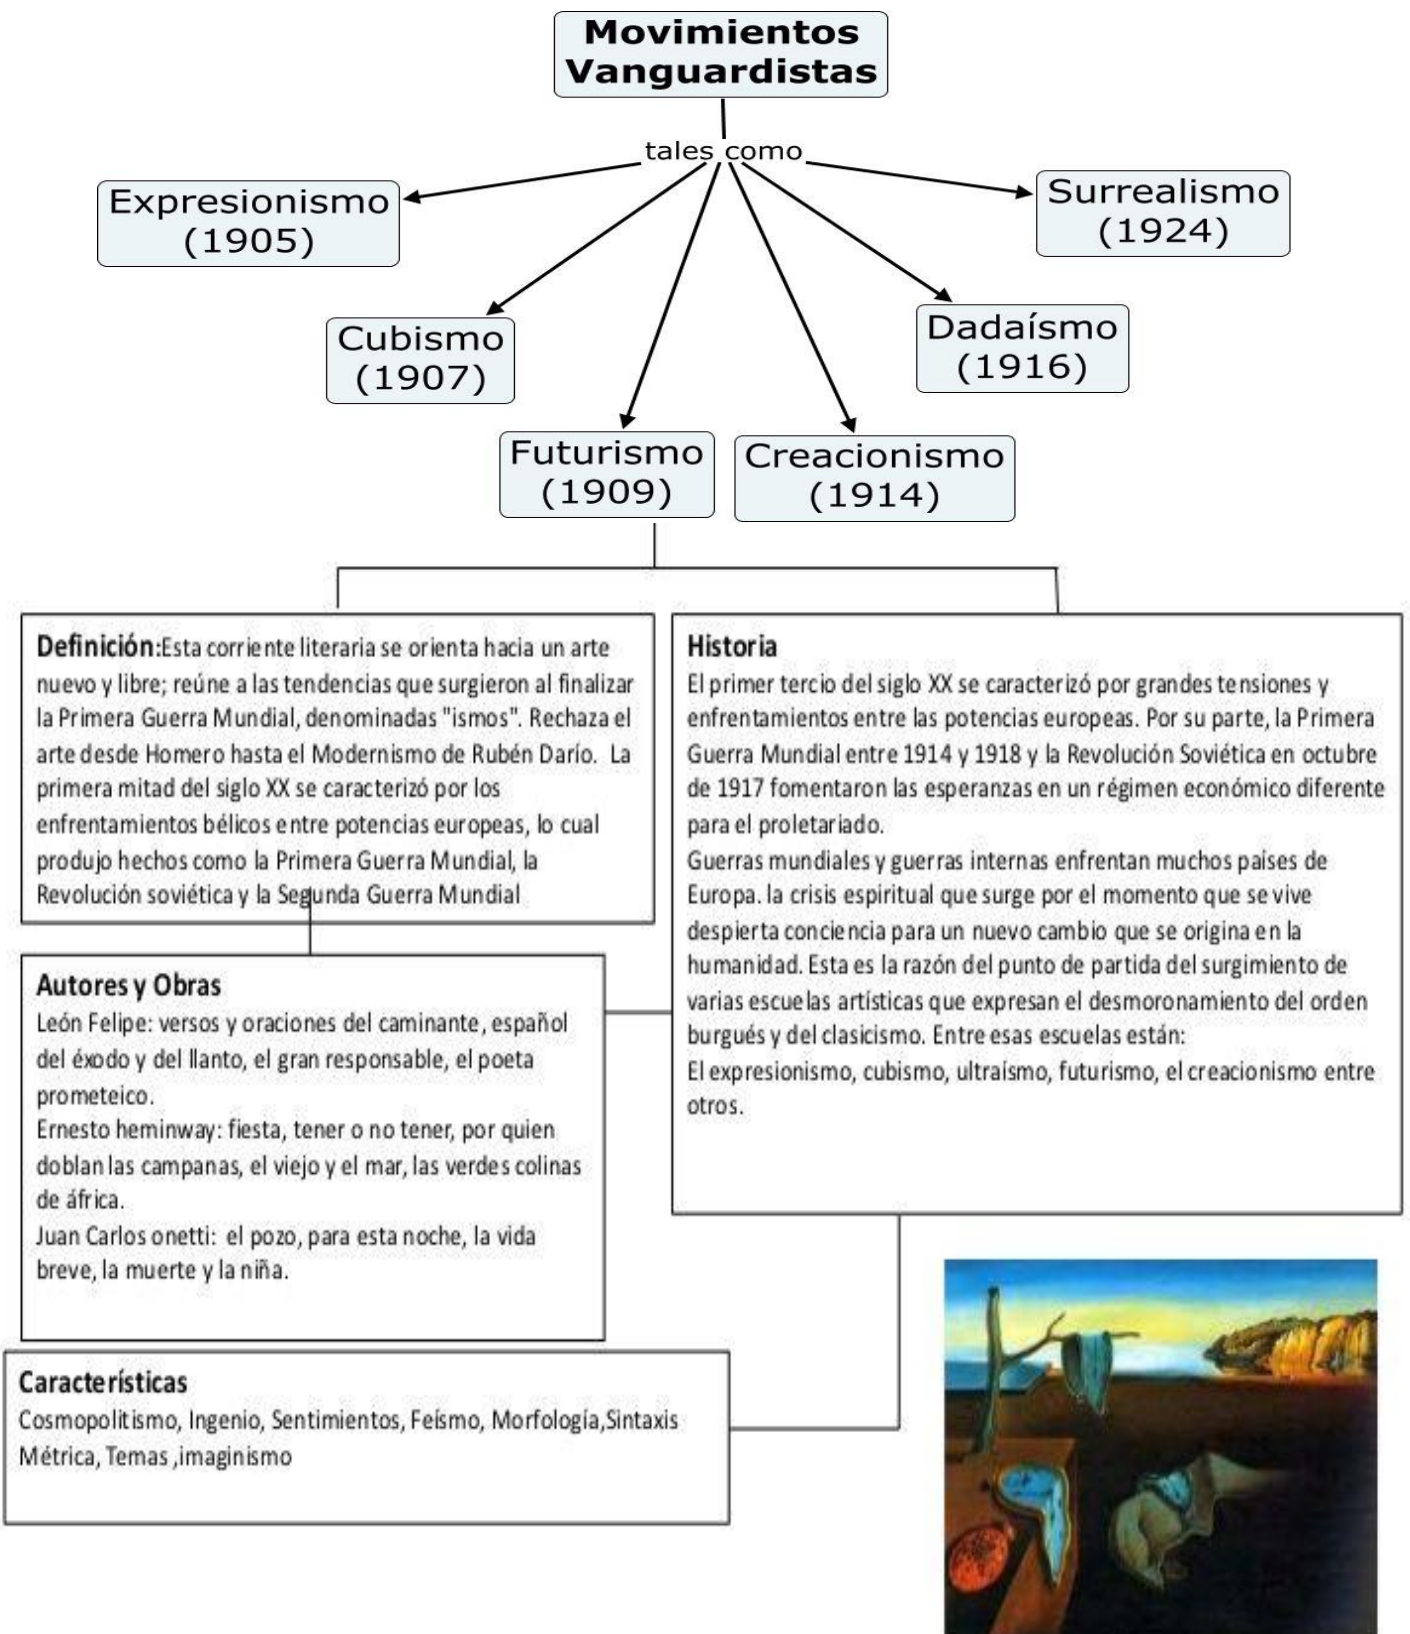 Movimientos
Vanguardistas
tales como
Expresionismo
(1905)
Surrealismo
(1924)
Cubismo
(1907)
Dadaísmo
(1916)
Futurismo
(1909)
Creacionismo
(1914)
Definición:Esta corriente literaria se orienta hacia un arte
nuevo y libre; reúne a las tendencias que surgieron al finalizar
la Primera Guerra Mundial, denominadas "ismos". Rechaza el
arte desde Homero hasta el Modernismo de Rubén Darío. La
primera mitad del siglo XX se caracterizó por los
enfrentamientos bélicos entre potencias europeas, lo cual
produjo hechos como la Primera Guerra Mundial, la
Revolución soviética y la Segunda Guerra Mundial
Historia
El primer tercio del siglo XX se caracterizó por grandes tensiones y
enfrentamientos entre las potencias europeas. Por su parte, la Primera
Guerra Mundial entre 1914 y 1918 y la Revolución Soviética en octubre
de 1917 fomentaron las esperanzas en un régimen económico diferente
para el proletariado.
Guerras mundiales y guerras internas enfrentan muchos países de
Europa. la crisis espiritual que surge por el momento que se vive
despierta conciencia para un nuevo cambio que se origina en la
humanidad. Esta es la razón del punto de partida del surgimiento de
varias escuelas artísticas que expresan el desmoronamiento del orden
burgués y del clasicismo. Entre esas escuelas están:
El expresionismo, cubismo, ultraísmo, futurismo, el creacionismo entre
otros.
Autores y Obras
León Felipe: versos y oraciones del caminante, español
del éxodo y del llanto, el gran responsable, el poeta
prometeico.
Ernesto heminway: fiesta, tener o no tener, por quien
doblan las campanas, el viejo y el mar, las verdes colinas
de áfrica.
Juan Carlos onetti: el pozo, para esta noche, la vida
breve, la muerte y la niña.
Características
Cosmopolitismo, Ingenio, Sentimientos, Feísmo, Morfología,Sintaxis
Métrica, Temas ,imaginismo